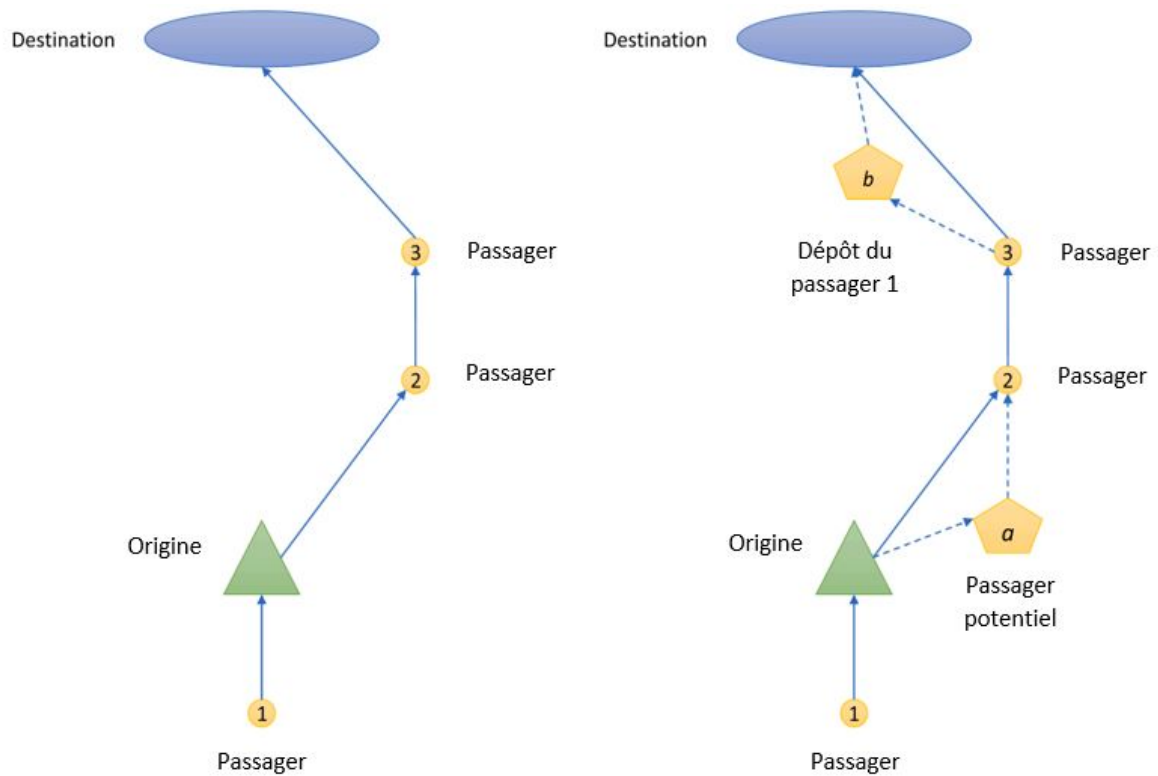 Destination
3
Passager
2
Passager
Origine
1
Passager
Destination
b
Dépôt du
passager 1
3
Passager
2
Passager
Origine
a
Passager
potentiel
1
Passager